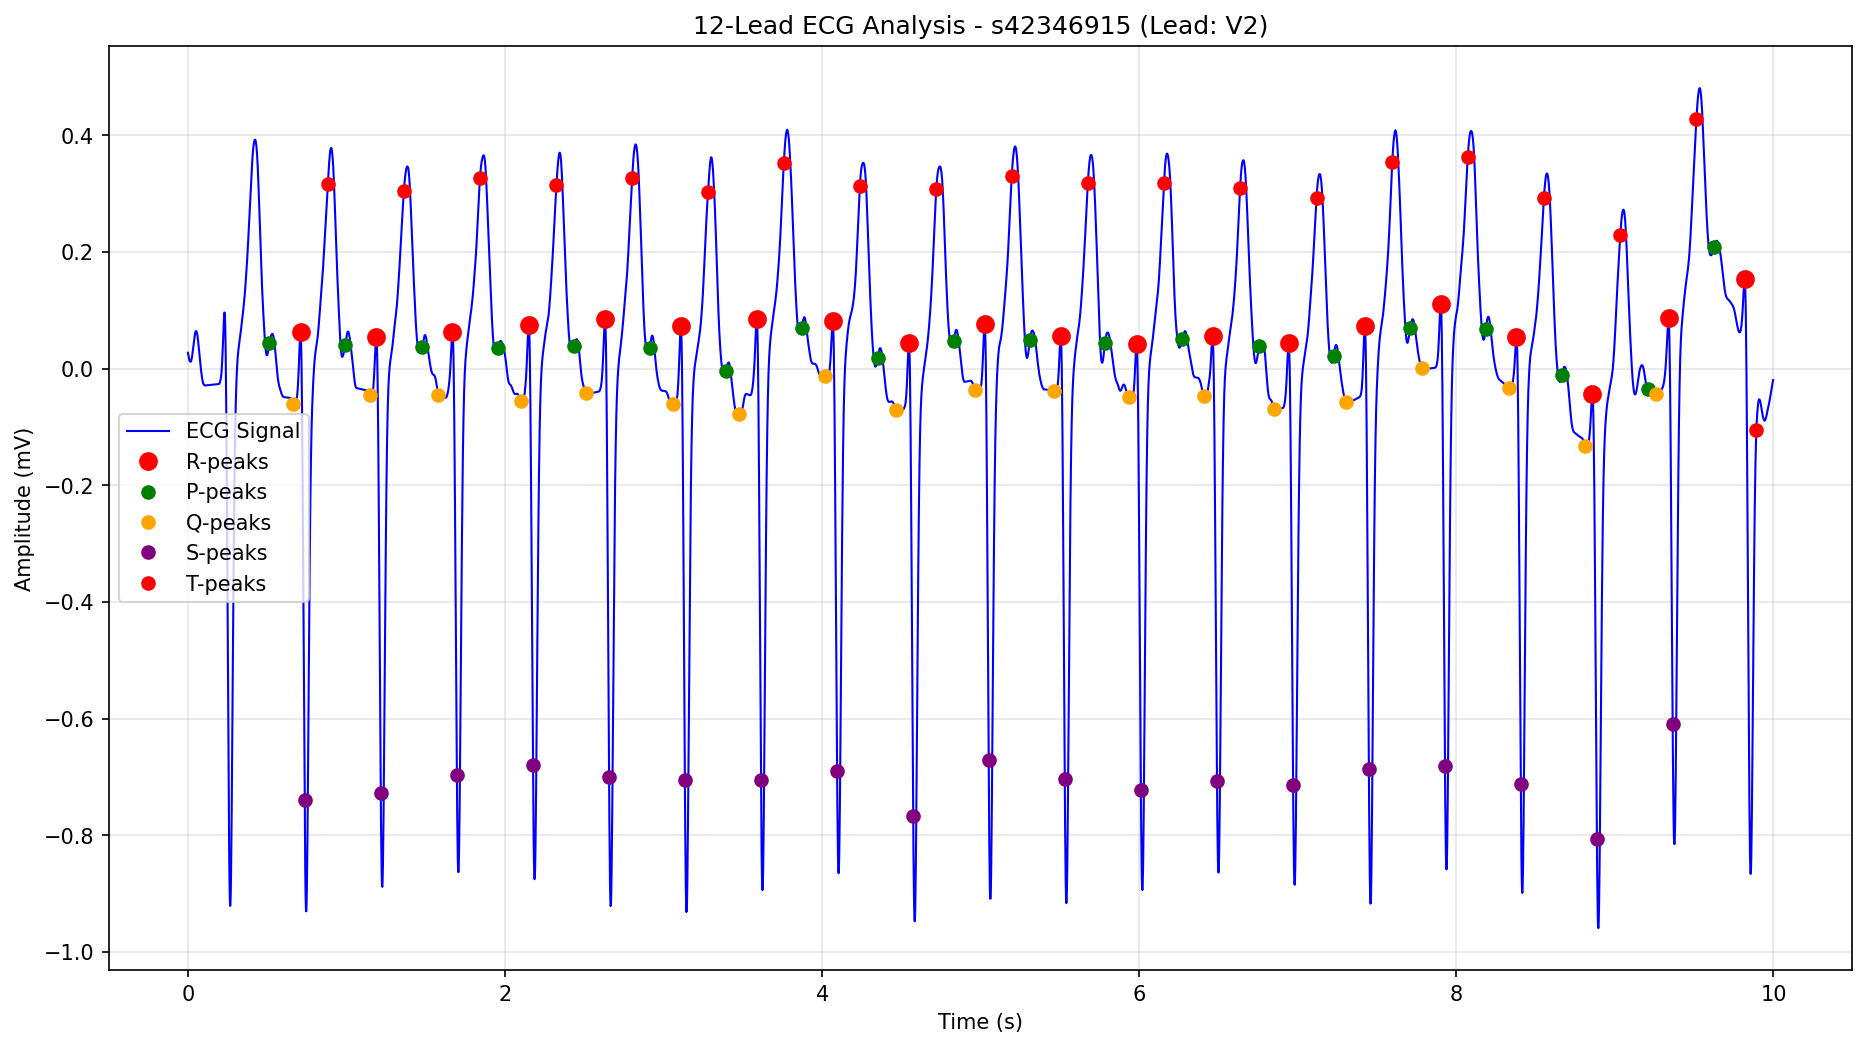 12-Lead ECG Analysis - s42346915 (Lead: V2)
Amplitude (mV)
0.4
0.2
0.0
−0.2
−0.4
−0.6
−0.8
−1.0
ECG Signal
R-peaks
P-peaks
Q-peaks
S-peaks
T-peaks
0 2 4 6 8 10
Time (s)